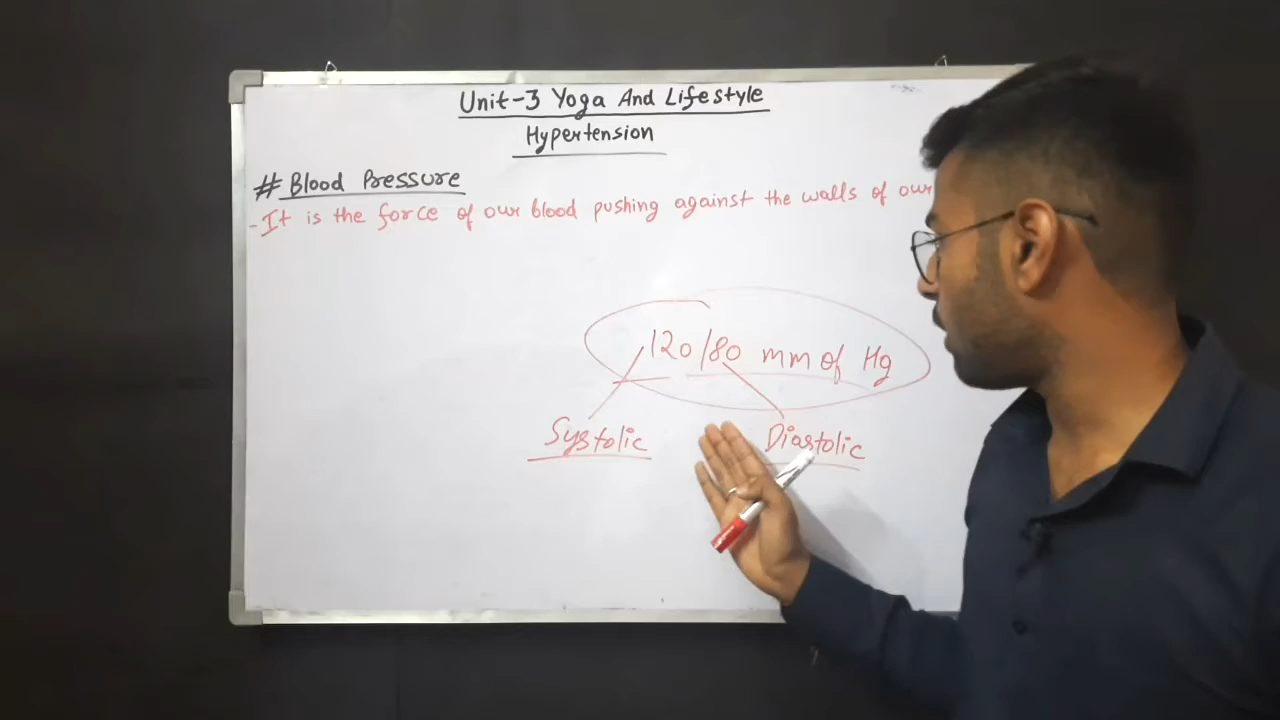 Unit-3 Yoga And Lifestyle
Hypertension
# Blood Pressure
- It is the force of our blood pushing against the walls of our
120/80 mm of Hg
Systolic Diastolic